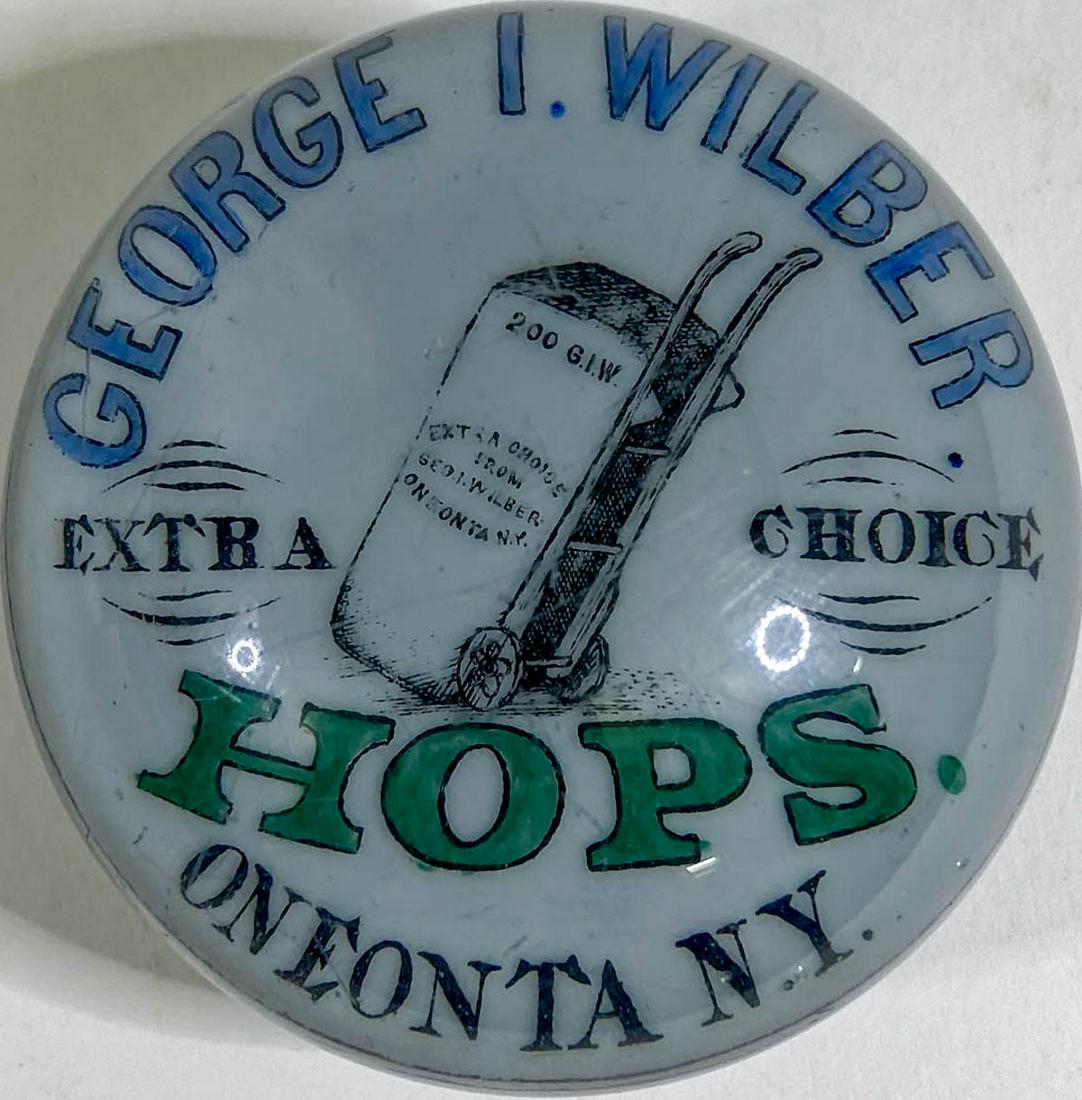 GEORGE I. WILBER.
200 G.I.W.
EXTRA CHOICE
FROM
GEO.I.WILBER
ONEONTA N.Y.
EXTRA CHOICE
HOPS.
ONEONTA N.Y.